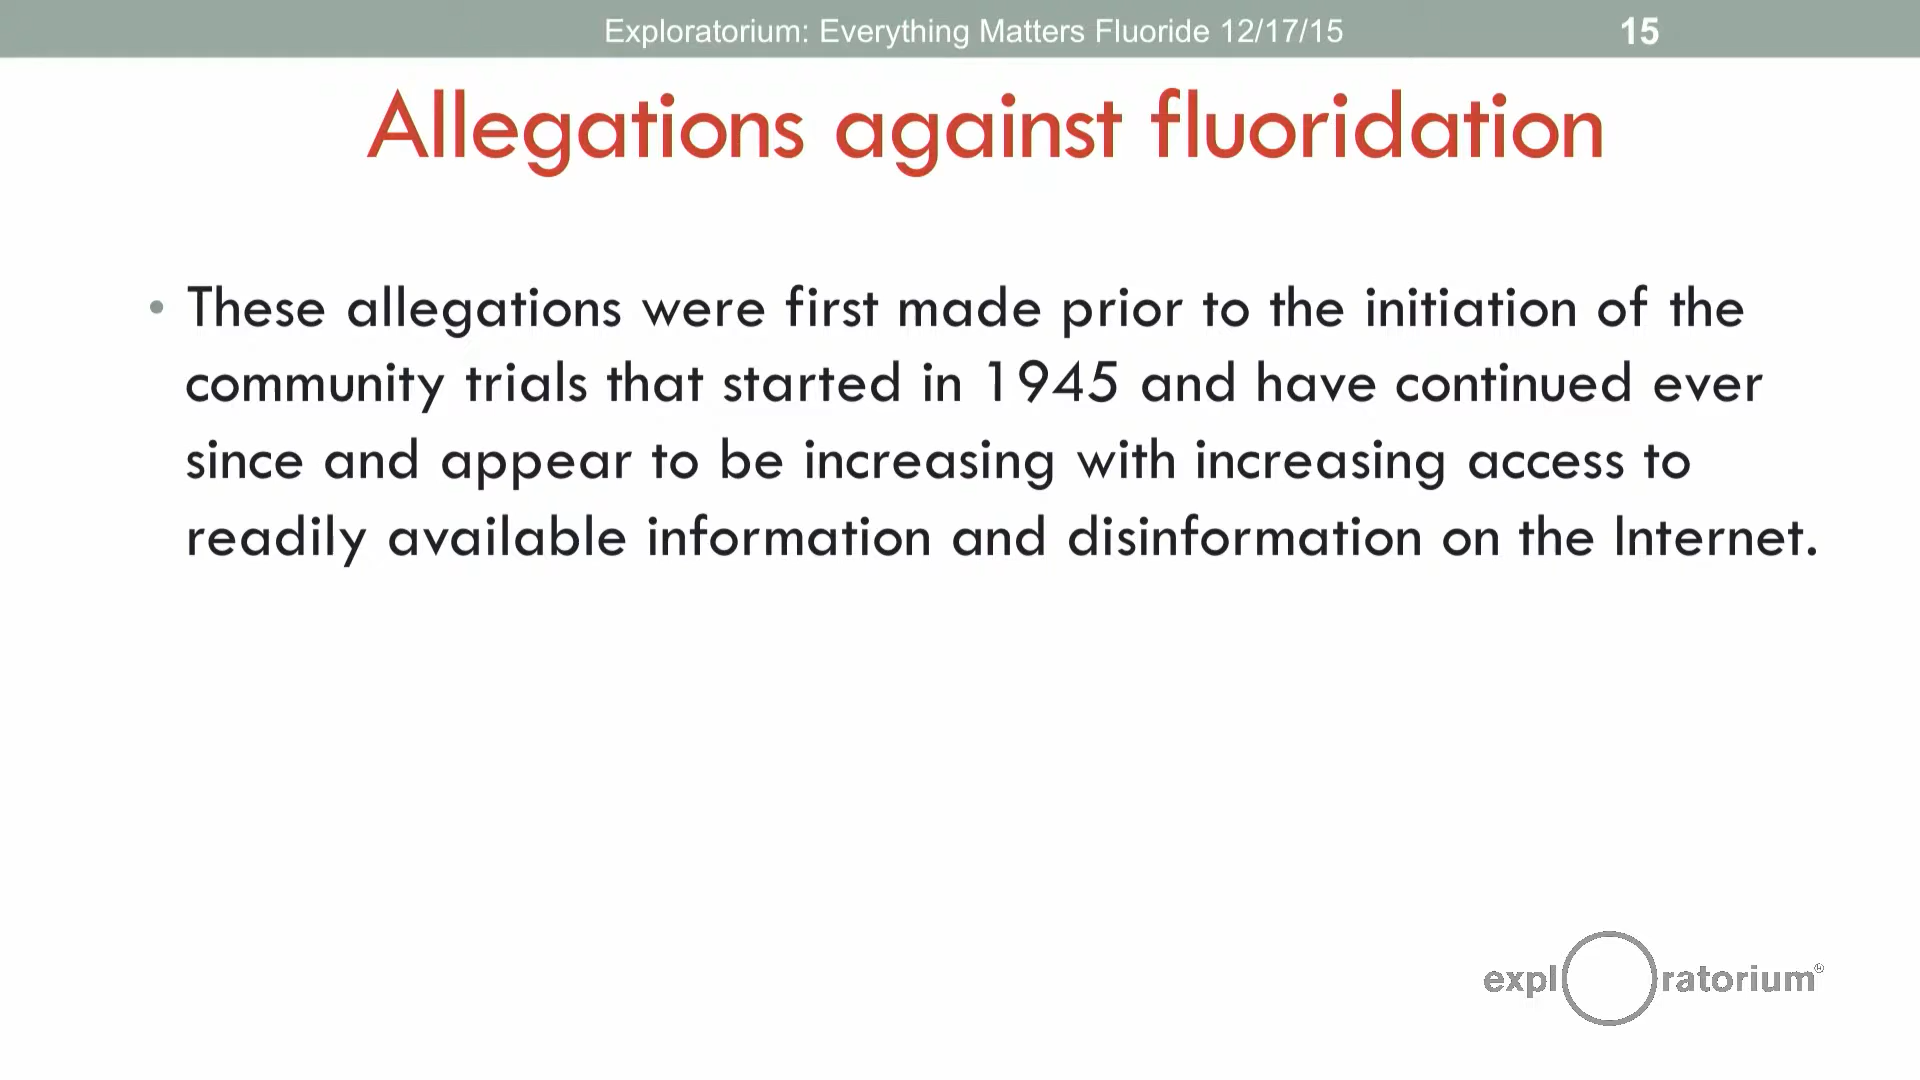 Exploratorium: Everything Matters Fluoride 12/17/15 15
Allegations against fluoridation
• These allegations were first made prior to the initiation of the
community trials that started in 1945 and have continued ever
since and appear to be increasing with increasing access to
readily available information and disinformation on the Internet.
exploratorium®